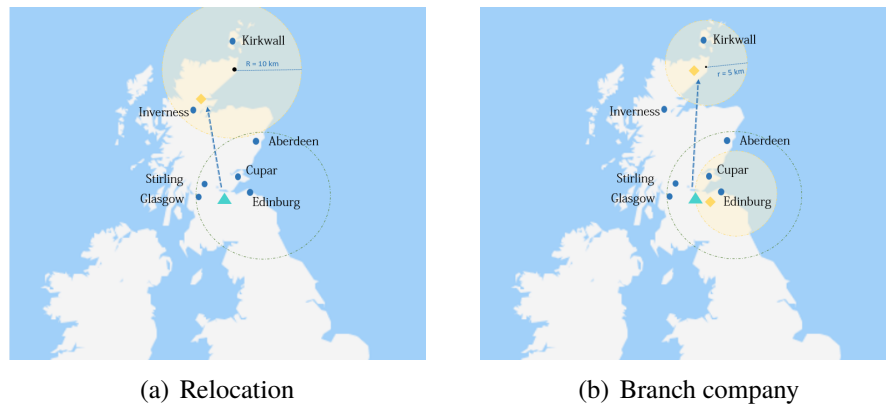 Kirkwall
R = 10 km
Inverness
Aberdeen
Cupar
Stirling
Glasgow
Edinburg
(a) Relocation
Kirkwall
r = 5 km
Inverness
Aberdeen
Cupar
Stirling
Glasgow
Edinburg
(b) Branch company